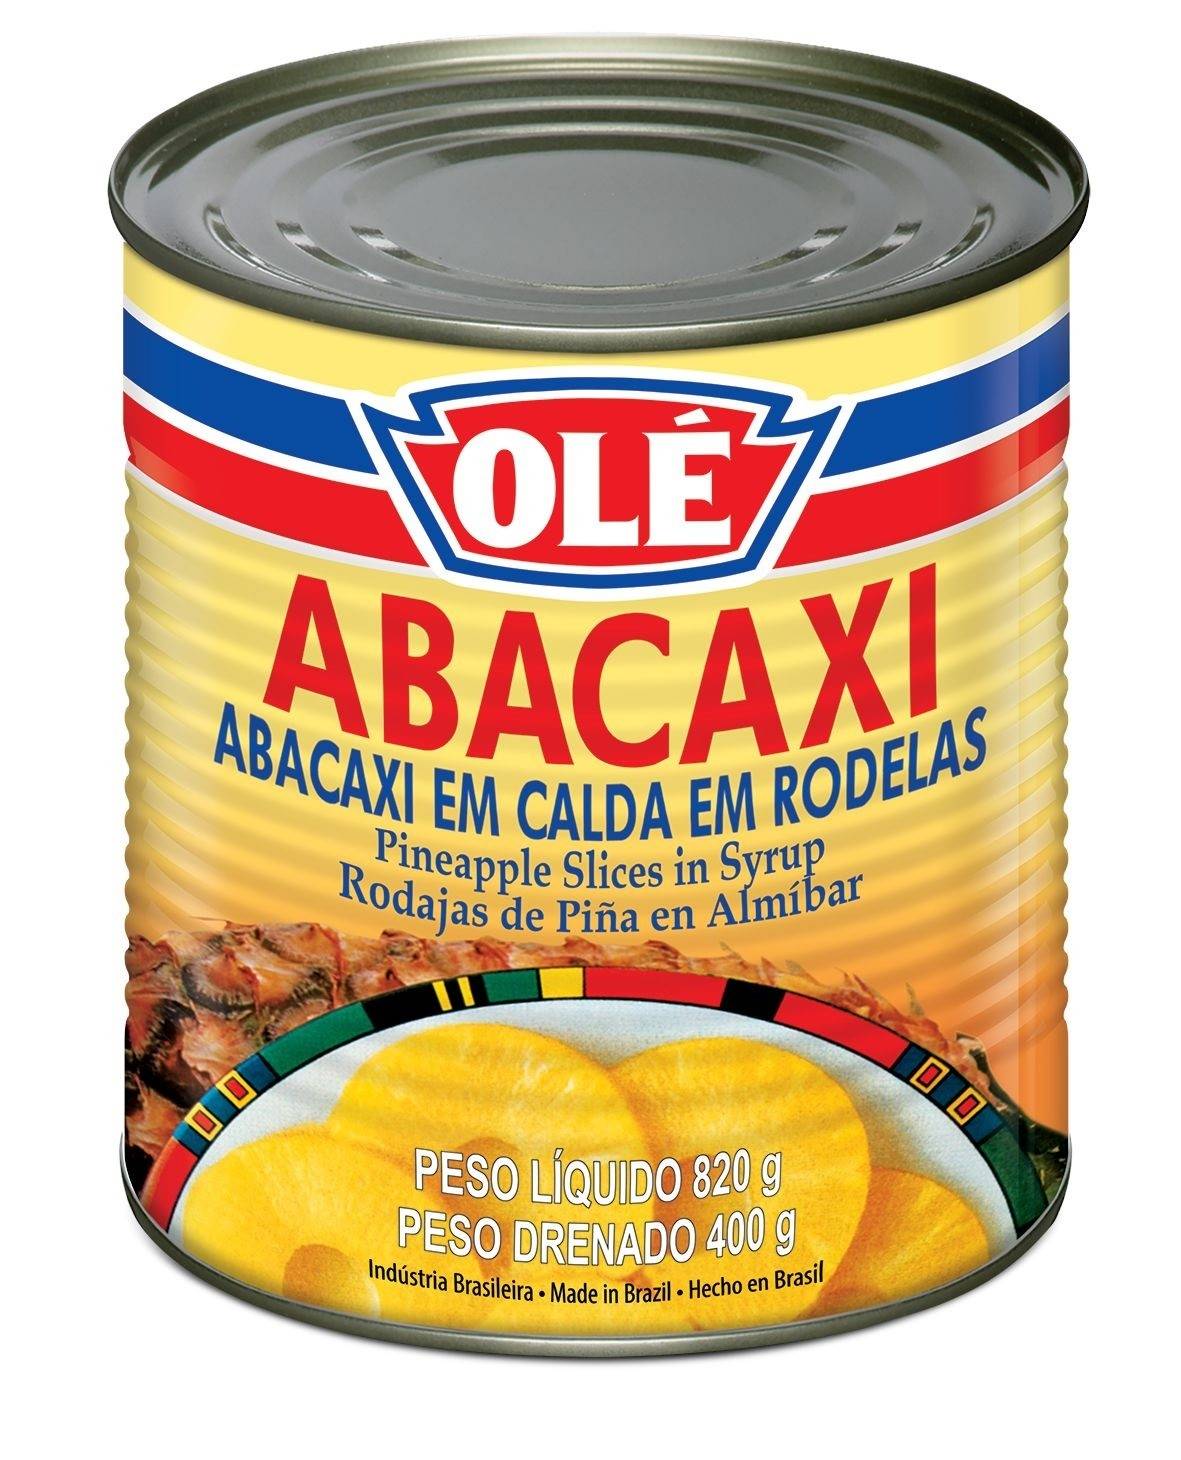 OLÉ
ABACAXI
ABACAXI EM CALDA EM RODELAS
Pineapple Slices in Syrup
Rodajas de Piña en Almíbar
PESO LÍQUIDO 820 g
PESO DRENADO 400 g
Indústria Brasileira • Made in Brazil • Hecho en Brasil